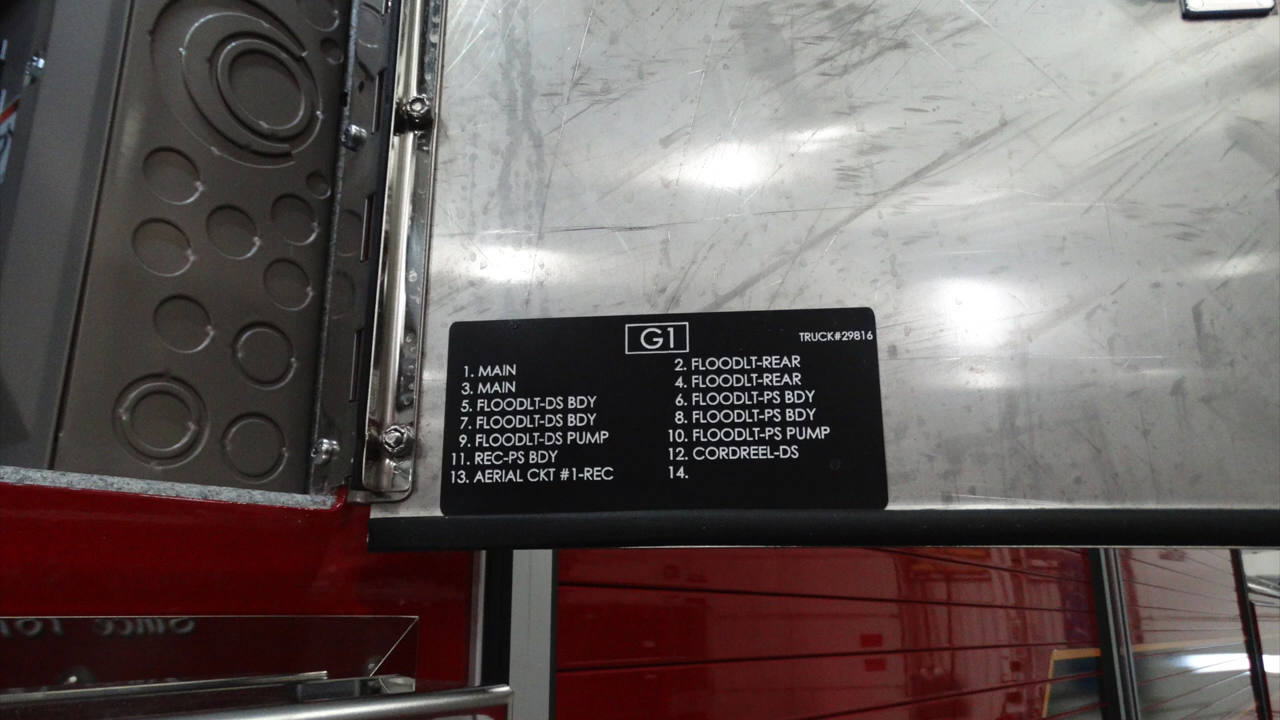 G1
TRUCK#29816
1. MAIN
2. FLOODLT-REAR
3. MAIN
4. FLOODLT-REAR
5. FLOODLT-DS BDY
6. FLOODLT-PS BDY
7. FLOODLT-DS BDY
8. FLOODLT-PS BDY
9. FLOODLT-DS PUMP
10. FLOODLT-PS PUMP
11. REC-PS BDY
12. CORDREEL-DS
13. AERIAL CKT #1-REC
14.
Since